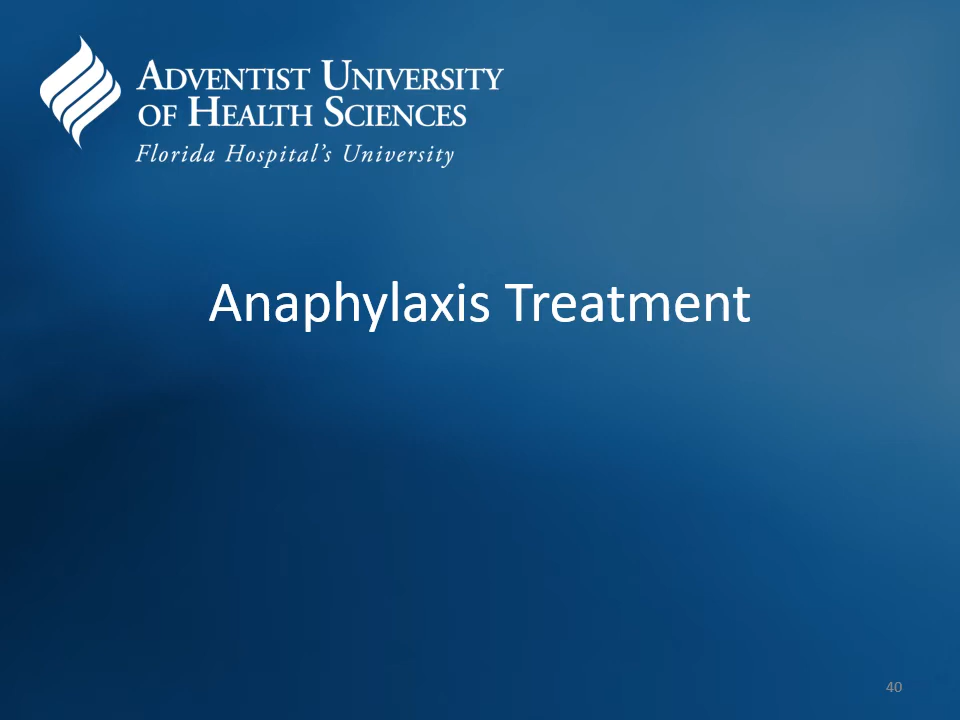 ADVENTIST UNIVERSITY
OF HEALTH SCIENCES
Florida Hospital's University
Anaphylaxis Treatment
40